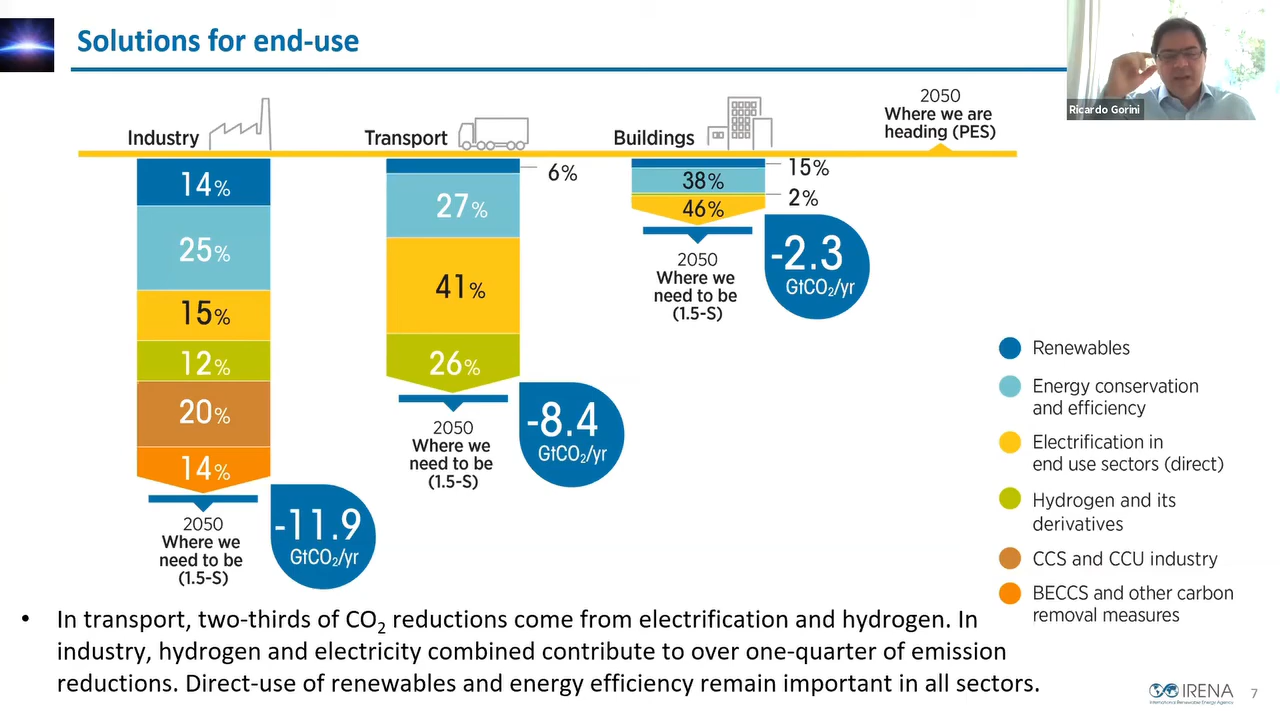 Solutions for end-use
Ricardo Gorini
Industry
Transport
Buildings
2050
Where we are
heading (PES)
14%
25%
15%
12%
20%
14%
2050
Where we
need to be
(1.5-S)
-11.9
GtCO₂/yr
6%
27%
41%
26%
2050
Where we
need to be
(1.5-S)
-8.4
GtCO₂/yr
15%
38%
2%
46%
2050
Where we
need to be
(1.5-S)
-2.3
GtCO₂/yr
Renewables
Energy conservation
and efficiency
Electrification in
end use sectors (direct)
Hydrogen and its
derivatives
CCS and CCU industry
BECCS and other carbon
removal measures
• In transport, two-thirds of CO₂ reductions come from electrification and hydrogen. In
industry, hydrogen and electricity combined contribute to over one-quarter of emission
reductions. Direct-use of renewables and energy efficiency remain important in all sectors.
IRENA
International Renewable Energy Agency
7